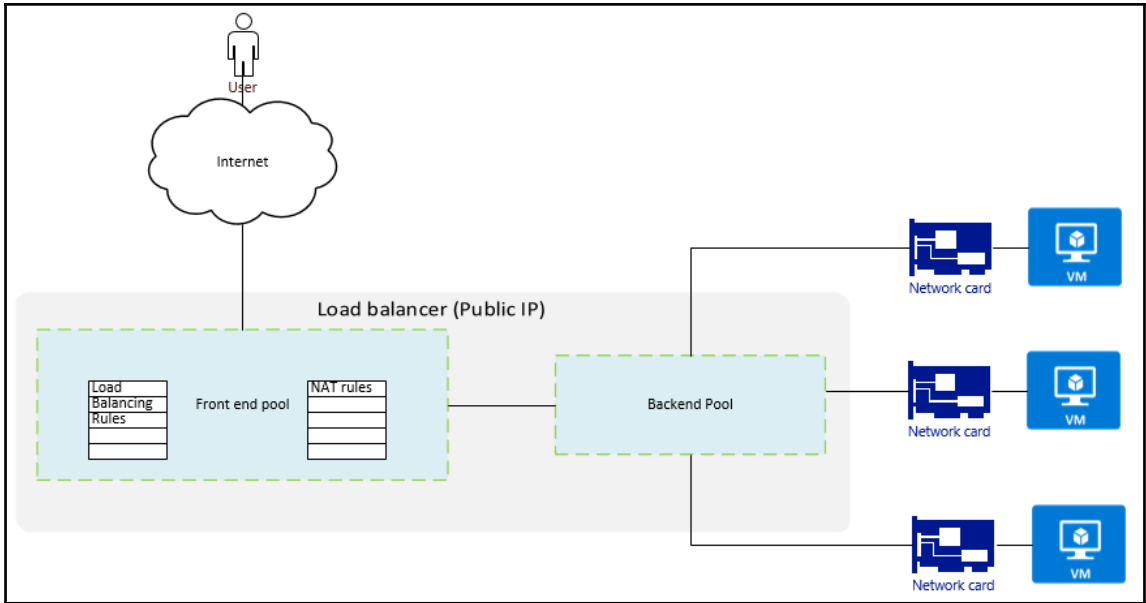 User
Internet
Load balancer (Public IP)
Load
Balancing
Rules
Front end pool
NAT rules
Backend Pool
Network card
VM
Network card
VM
Network card
VM